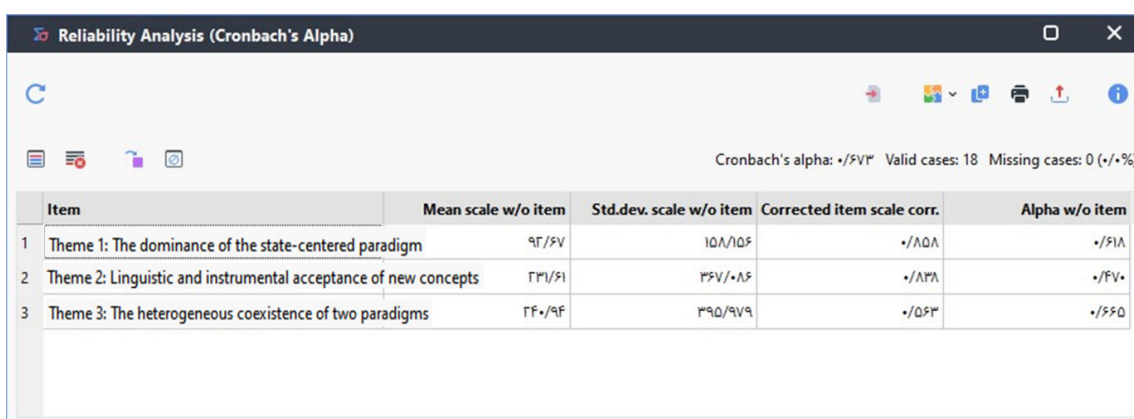 Reliability Analysis (Cronbach's Alpha)
Cronbach's alpha: ۰/۶۷۳ Valid cases: 18 Missing cases: 0 (۰/۰%)
Item Mean scale w/o item Std.dev. scale w/o item Corrected item scale corr. Alpha w/o item
1 Theme 1: The dominance of the state-centered paradigm ۹۲/۶۷ ۱۵۸/۱۵۶ ۰/۸۵۸ ۰/۶۱۸
2 Theme 2: Linguistic and instrumental acceptance of new concepts ۲۳۱/۶۱ ۳۶۷/۰۸۶ ۰/۸۳۸ ۰/۴۷۰
3 Theme 3: The heterogeneous coexistence of two paradigms ۲۴۰/۹۴ ۳۹۵/۹۷۹ ۰/۵۶۳ ۰/۶۶۵